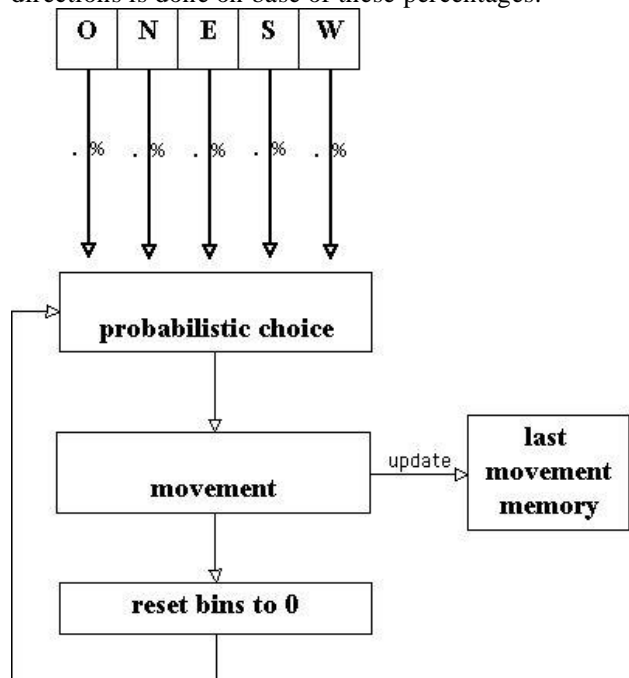 directions is done on base of these percentages.
O N E S W
. % . % . % . % . %
probabilistic choice
movement
update
last
movement
memory
reset bins to 0